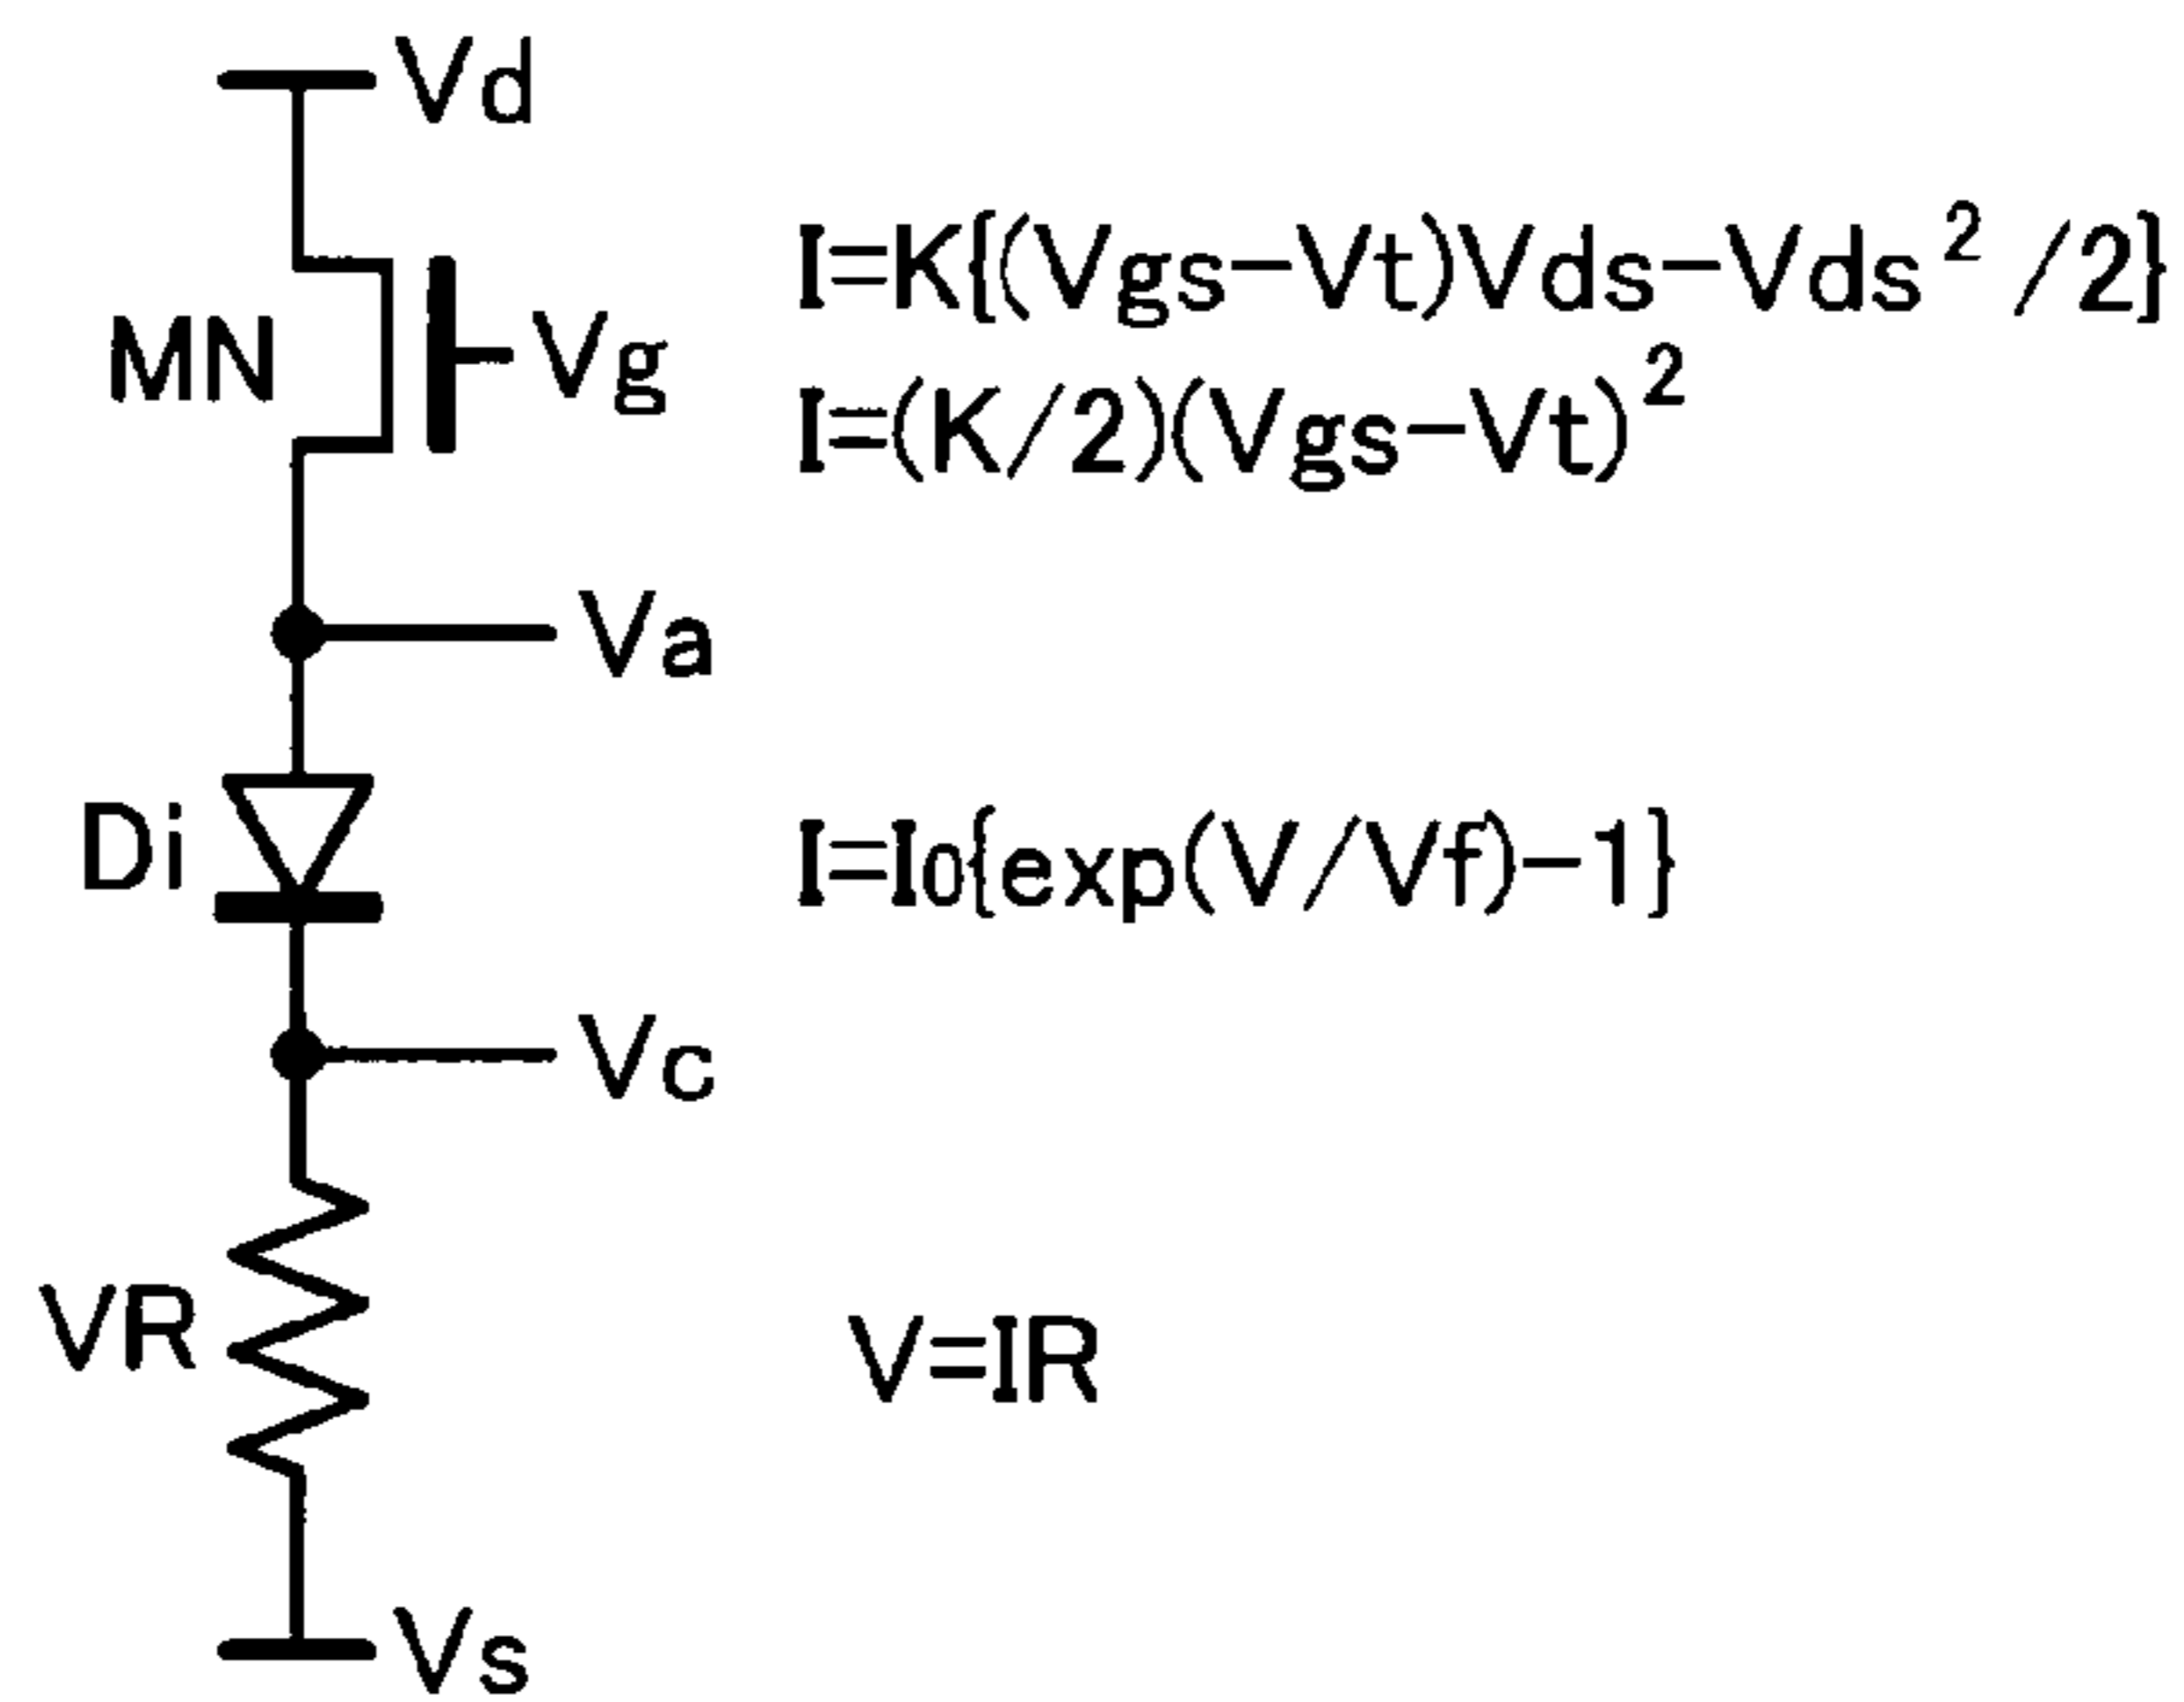 Vd
I=K{(Vgs-Vt)Vds-Vds²/2}
MN
Vg
I=(K/2)(Vgs-Vt)²
Va
Di
I=I₀{exp(V/Vf)-1}
Vc
VR
V=IR
Vs